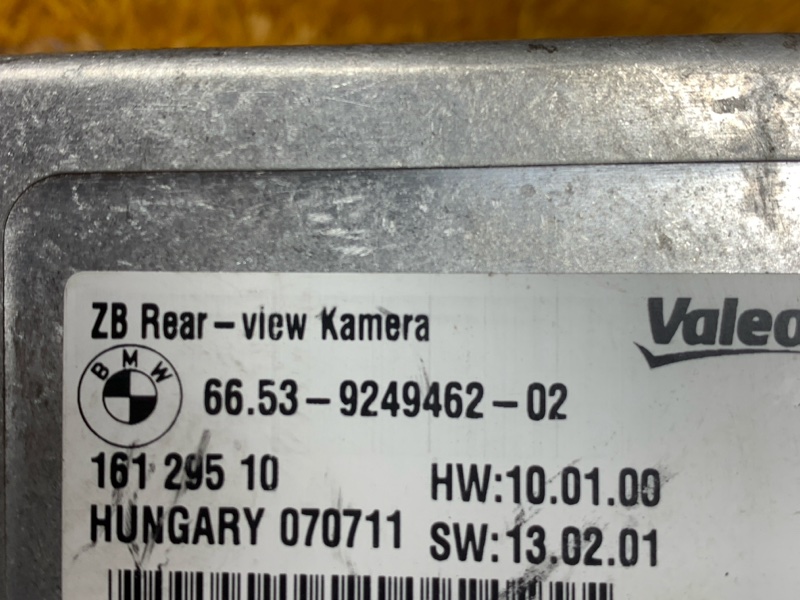 ZB Rear-view Kamera
Valeo
BMW
66.53-9249462-02
161 295 10
HW:10.01.00
HUNGARY 070711
SW:13.02.01